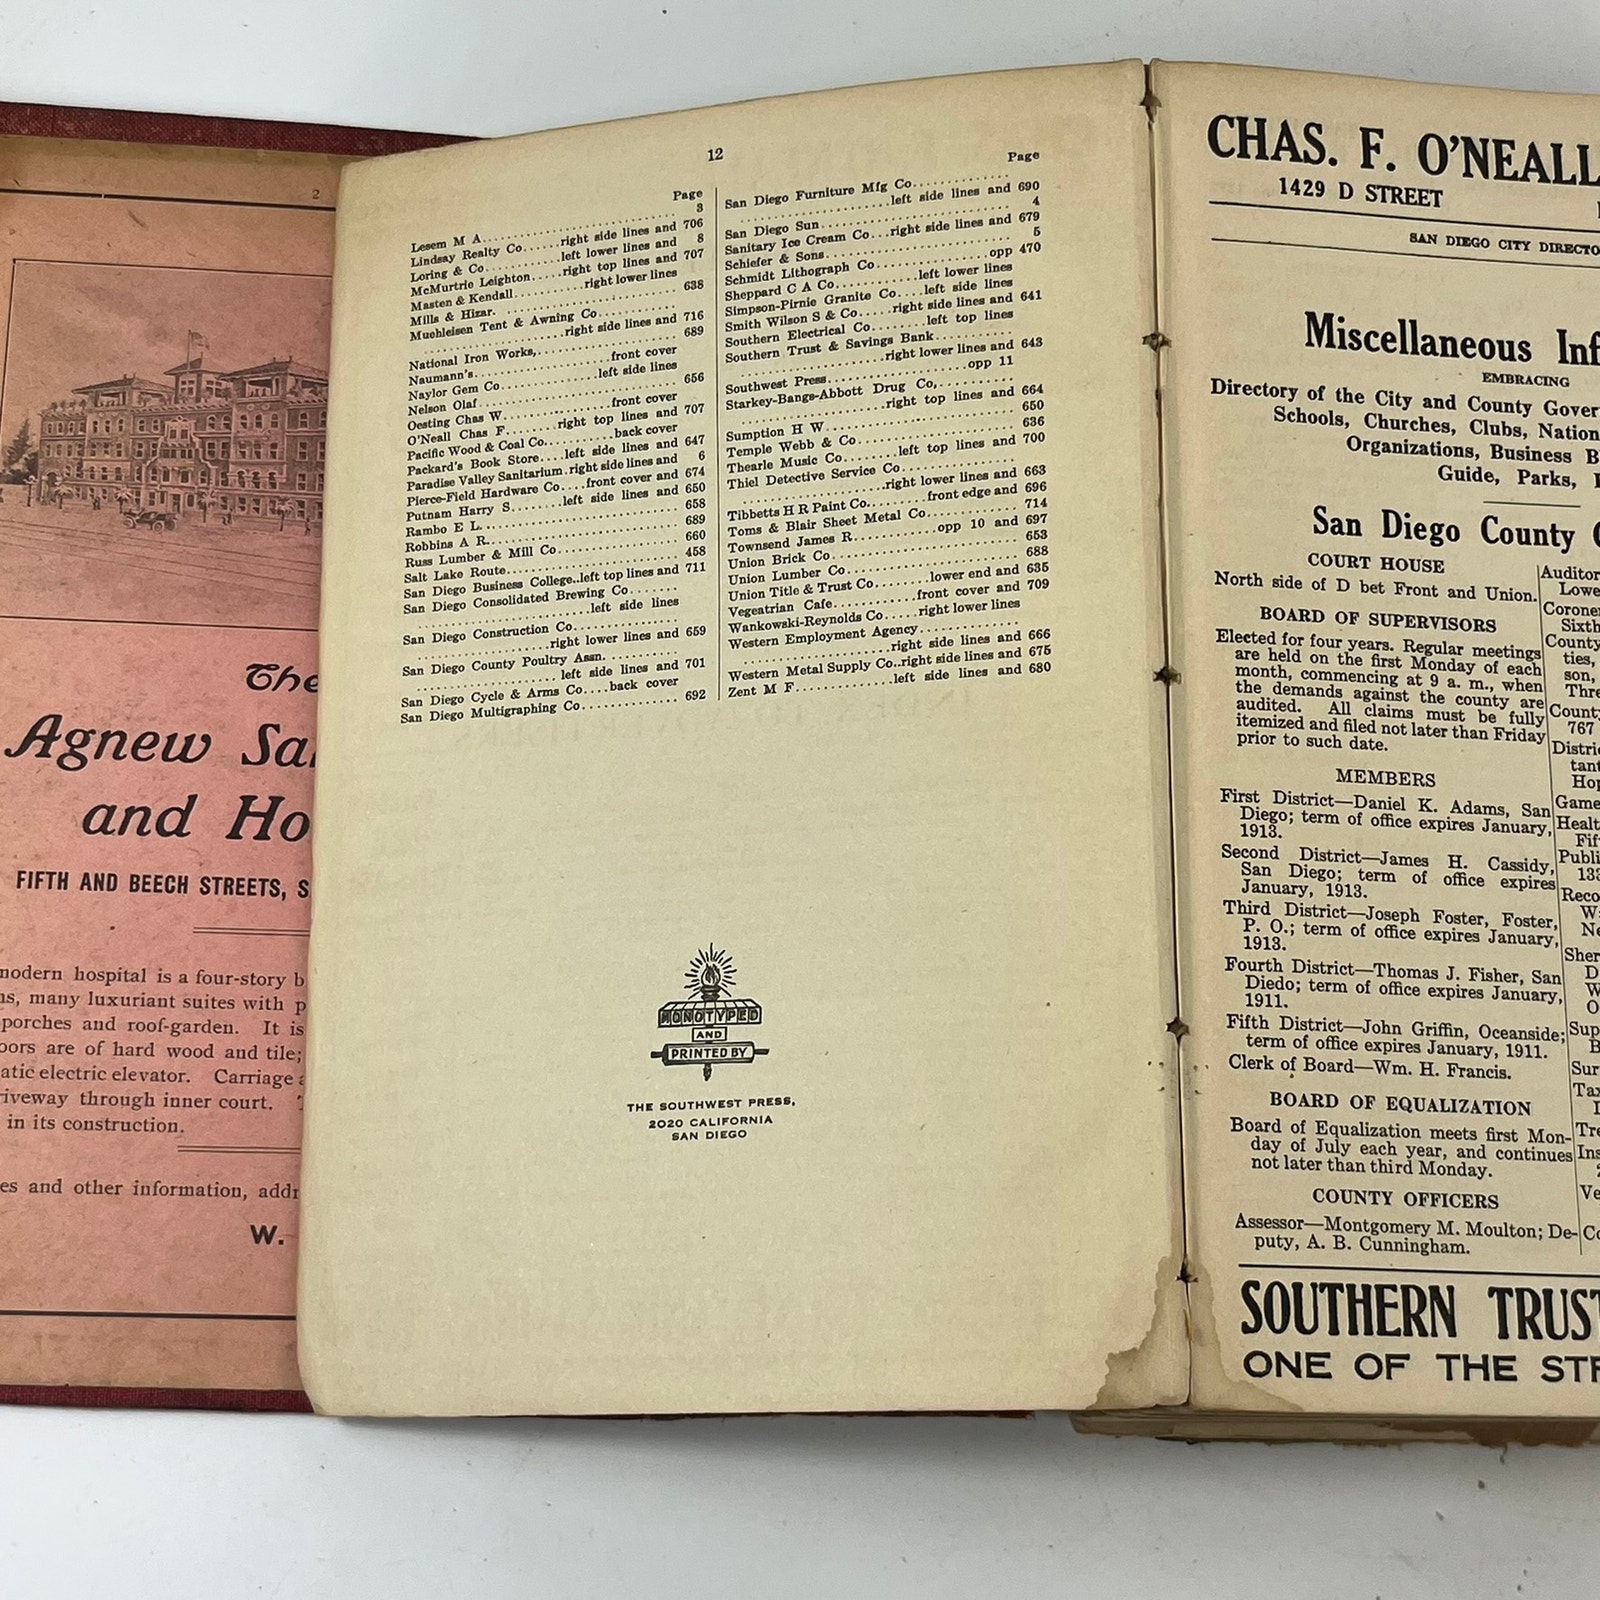 2
The
Agnew Sa
and Ho
FIFTH AND BEECH STREETS, S
modern hospital is a four-story b
ns, many luxuriant suites with p
porches and roof-garden. It is
oors are of hard wood and tile;
atic electric elevator. Carriage
riveway through inner court.
in its construction.
es and other information, addr
W.
12
Page
Lesem M A.......................... 3
Lindsay Realty Co......right side lines and 706
Loring & Co............left lower lines and 8
McMurtrie Leighton.....right top lines and 707
Masten & Kendall...........right lower lines
Mills & Hizar. .......................... 638
Muehleisen Tent & Awning Co...........
......................right side lines and 716
National Iron Works,..................... 689
Naumann's.....................front cover
Naylor Gem Co...............left side lines
Nelson Olaf............................. 656
Oesting Chas W................front cover
O'Neall Chas F........right top lines and 707
Pacific Wood & Coal Co..........back cover
Packard's Book Store....left side lines and 647
Paradise Valley Sanitarium.right side lines and 6
Pierce-Field Hardware Co....front cover and 674
Putnam Harry S........left side lines and 650
Rambo E L............................. 658
Robbins A R............................ 689
Russ Lumber & Mill Co.................. 660
Salt Lake Route......................... 458
San Diego Business College..left top lines and 711
San Diego Consolidated Brewing Co.......
.........................left side lines
San Diego Construction Co...............
...................right lower lines and 659
San Diego County Poultry Assn. ..........
.................... left side lines and 701
San Diego Cycle & Arms Co....back cover
San Diego Multigraphing Co.............. 692
Page
San Diego Furniture Mfg Co..............
......................left side lines and 690
San Diego Sun.......................... 4
Sanitary Ice Cream Co...right side lines and 679
Schiefer & Sons......................... 5
Schmidt Lithograph Co................opp 470
Sheppard C A Co............left lower lines
Simpson-Pirnie Granite Co....left side lines
Smith Wilson S & Co.....right side lines and 641
Southern Electrical Co........left top lines
Southern Trust & Savings Bank...........
.....................right lower lines and 643
Southwest Press.....................opp 11
Starkey-Bangs-Abbott Drug Co,...........
.....................right top lines and 664
Sumption H W.......................... 650
Temple Webb & Co..................... 636
Thearle Music Co........left top lines and 700
Thiel Detective Service Co...............
.....................right lower lines and 663
Tibbetts H R Paint Co........front edge and 696
Toms & Blair Sheet Metal Co............. 714
Townsend James R............opp 10 and 697
Union Brick Co......................... 653
Union Lumber Co........................ 688
Union Title & Trust Co........lower end and 635
Vegeatrian Cafe............front cover and 709
Wankowski-Reynolds Co.....right lower lines
Western Employment Agency..............
.....................right side lines and 666
Western Metal Supply Co..right side lines and 675
Zent M F..............left side lines and 680
MONOTYPED
AND
PRINTED BY
THE SOUTHWEST PRESS,
2020 CALIFORNIA
SAN DIEGO
CHAS. F. O'NEALL
1429 D STREET
SAN DIEGO CITY DIRECTO
Miscellaneous Inf
EMBRACING
Directory of the City and County Gover
Schools, Churches, Clubs, Nation
Organizations, Business B
Guide, Parks,
San Diego County
COURT HOUSE
North side of D bet Front and Union.
BOARD OF SUPERVISORS
Elected for four years. Regular meetings
are held on the first Monday of each
month, commencing at 9 a. m., when
the demands against the county are
audited. All claims must be fully
itemized and filed not later than Friday
prior to such date.
MEMBERS
First District—Daniel K. Adams, San
Diego; term of office expires January,
1913.
Second District—James H. Cassidy,
San Diego; term of office expires
January, 1913.
Third District—Joseph Foster, Foster,
P. O.; term of office expires January,
1913.
Fourth District—Thomas J. Fisher, San
Diedo; term of office expires January,
1911.
Fifth District—John Griffin, Oceanside;
term of office expires January, 1911.
Clerk of Board—Wm. H. Francis.
BOARD OF EQUALIZATION
Board of Equalization meets first Mon-
day of July each year, and continues
not later than third Monday.
COUNTY OFFICERS
Assessor—Montgomery M. Moulton; De-
puty, A. B. Cunningham.
Auditor
Lowe
Corone
Sixth
County
ties,
son,
Thre
Count
767
Distri
tant
Hop
Game
Healt
Fif
Publi
133
Reco
W
Ne
Sher
D
W
O
Sup
B
Sur
Tax
Tre
Ins
Ve
Co
SOUTHERN TRUST
ONE OF THE STR